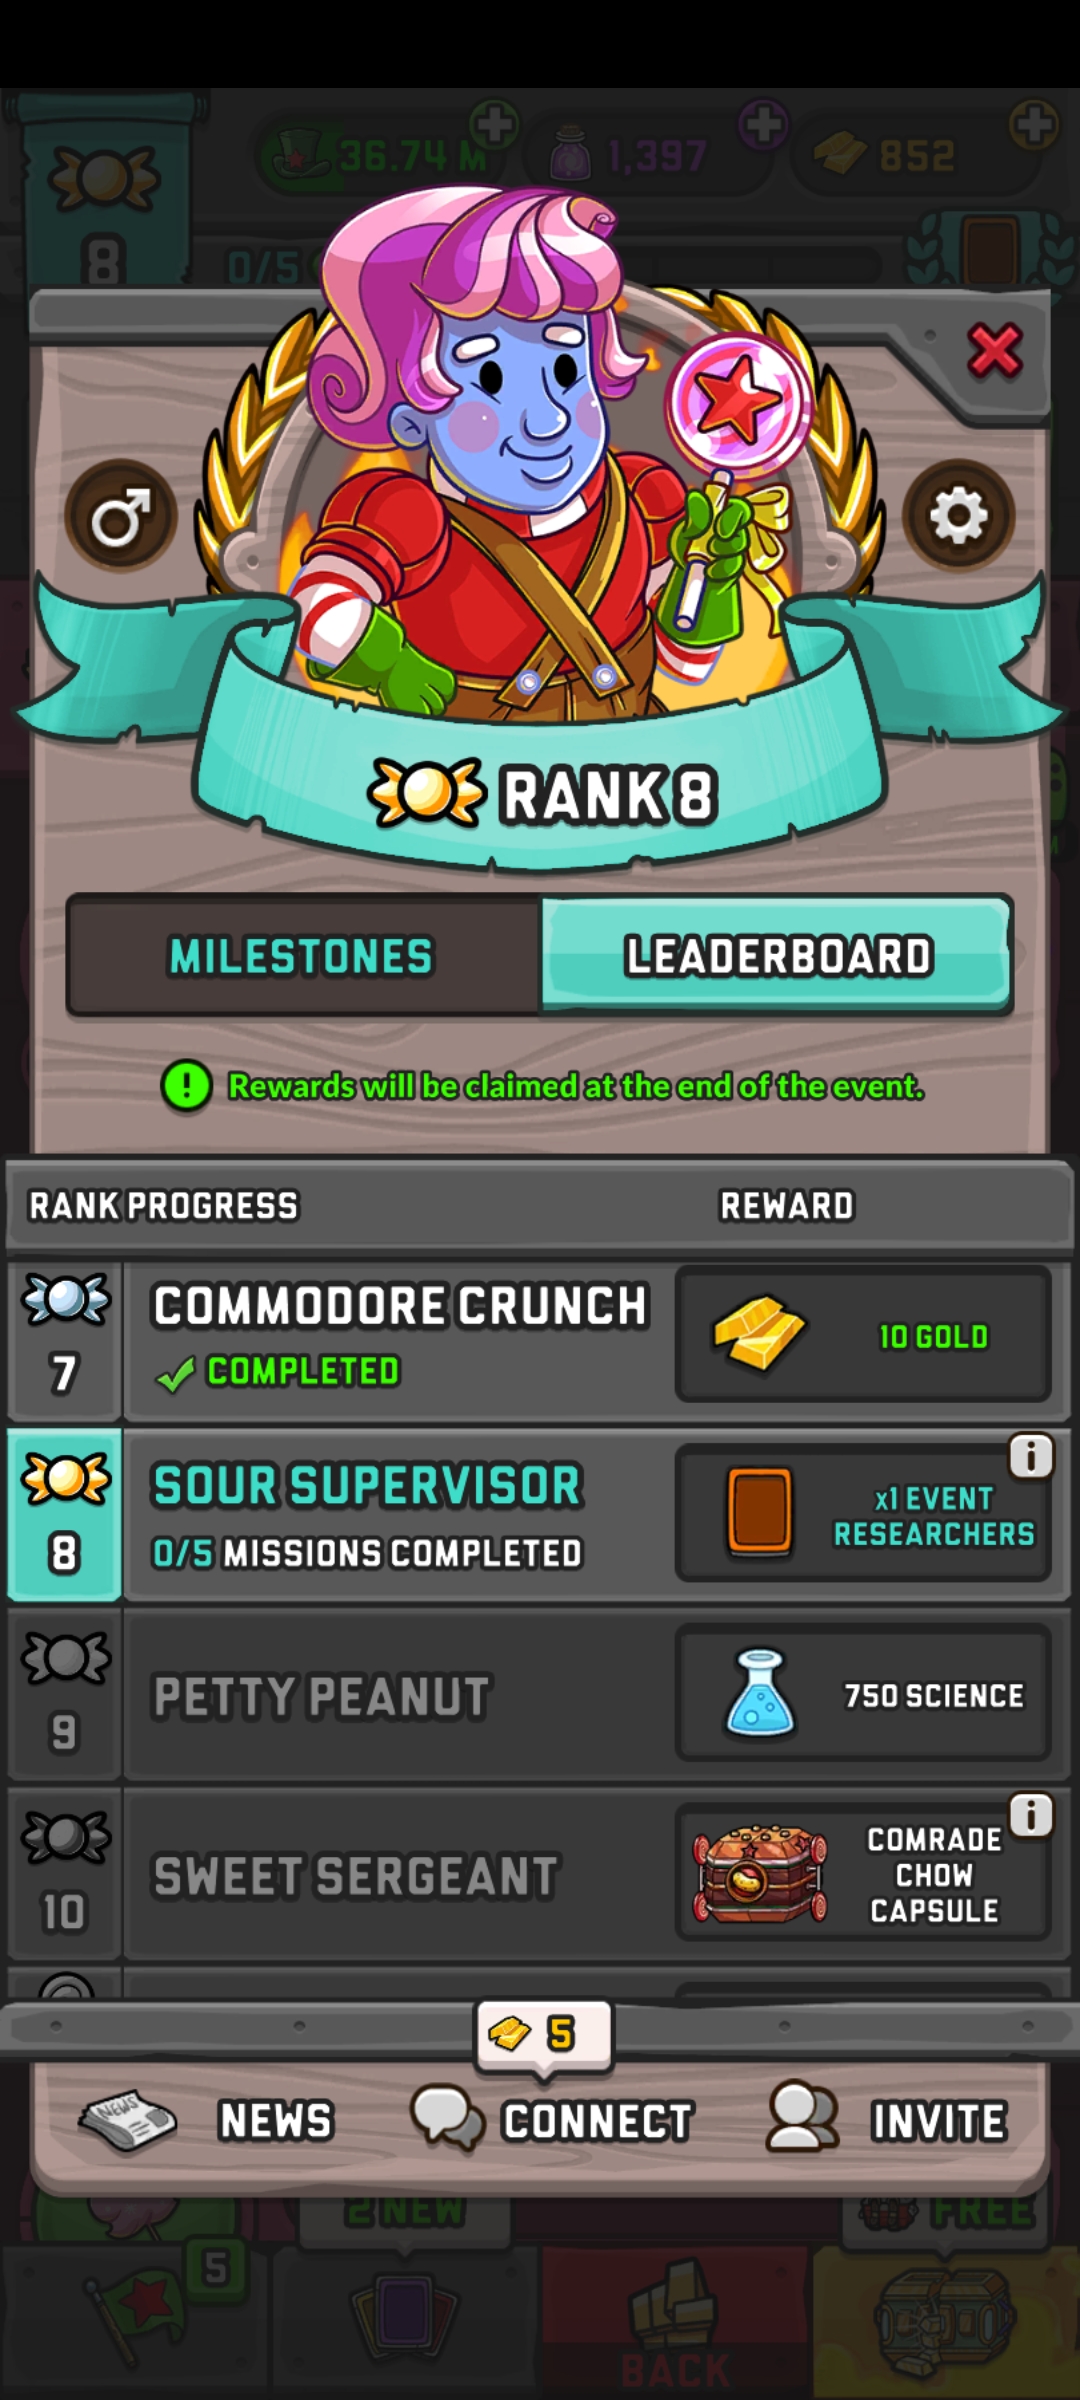 36.74 M
1,397
852
8
0/5
RANK 8
MILESTONES
LEADERBOARD
! Rewards will be claimed at the end of the event.
RANK PROGRESS
REWARD
7
COMMODORE CRUNCH
COMPLETED
10 GOLD
8
SOUR SUPERVISOR
0/5 MISSIONS COMPLETED
i
x1 EVENT
RESEARCHERS
9
PETTY PEANUT
750 SCIENCE
10
SWEET SERGEANT
i
COMRADE
CHOW
CAPSULE
5
NEWS
NEWS
CONNECT
INVITE
2 NEW
FREE
5
BACK